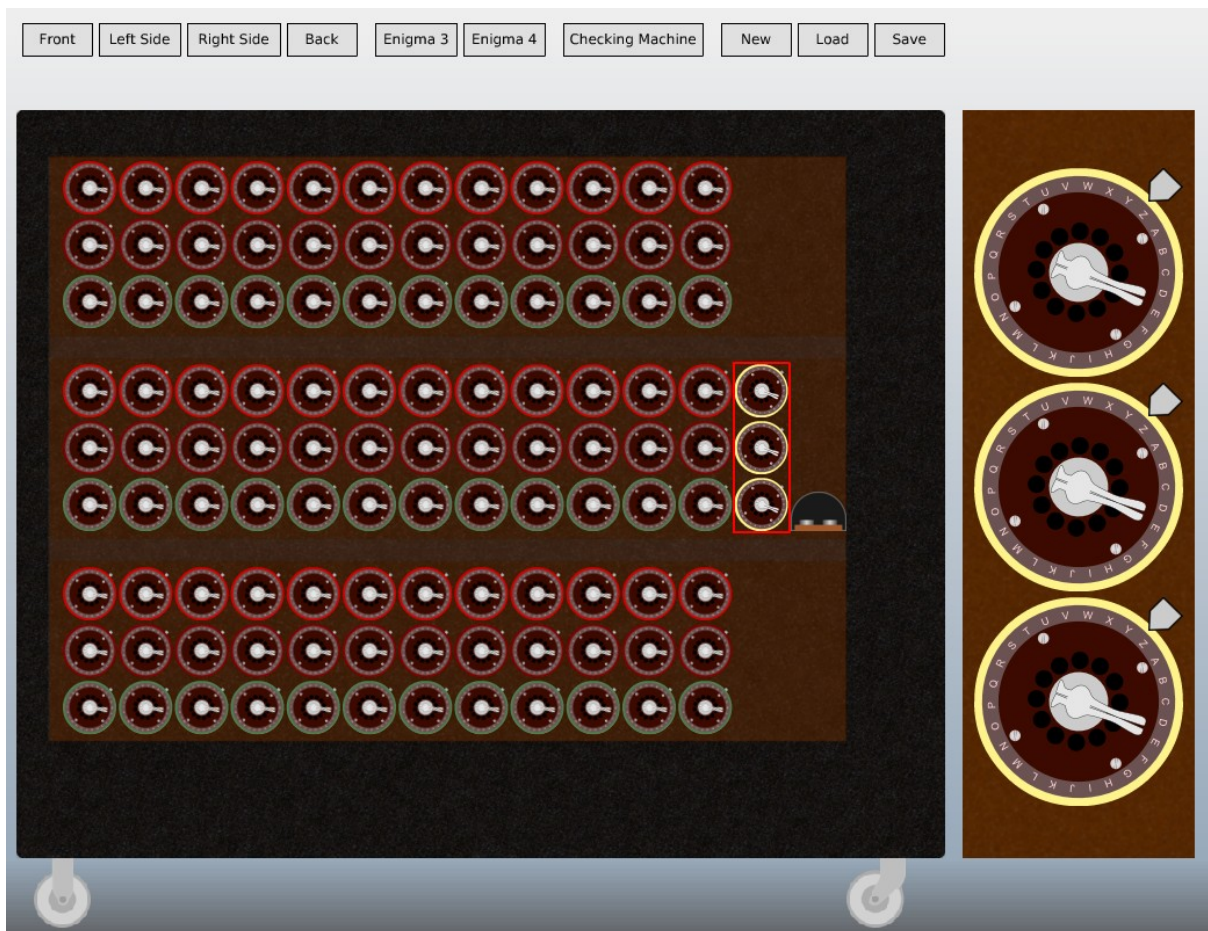 Front Left Side Right Side Back Enigma 3 Enigma 4 Checking Machine New Load Save
A B C D E F G H I J K L M N O P Q R S T U V W X Y Z
A B C D E F G H I J K L M N O P Q R S T U V W X Y Z
A B C D E F G H I J K L M N O P Q R S T U V W X Y Z